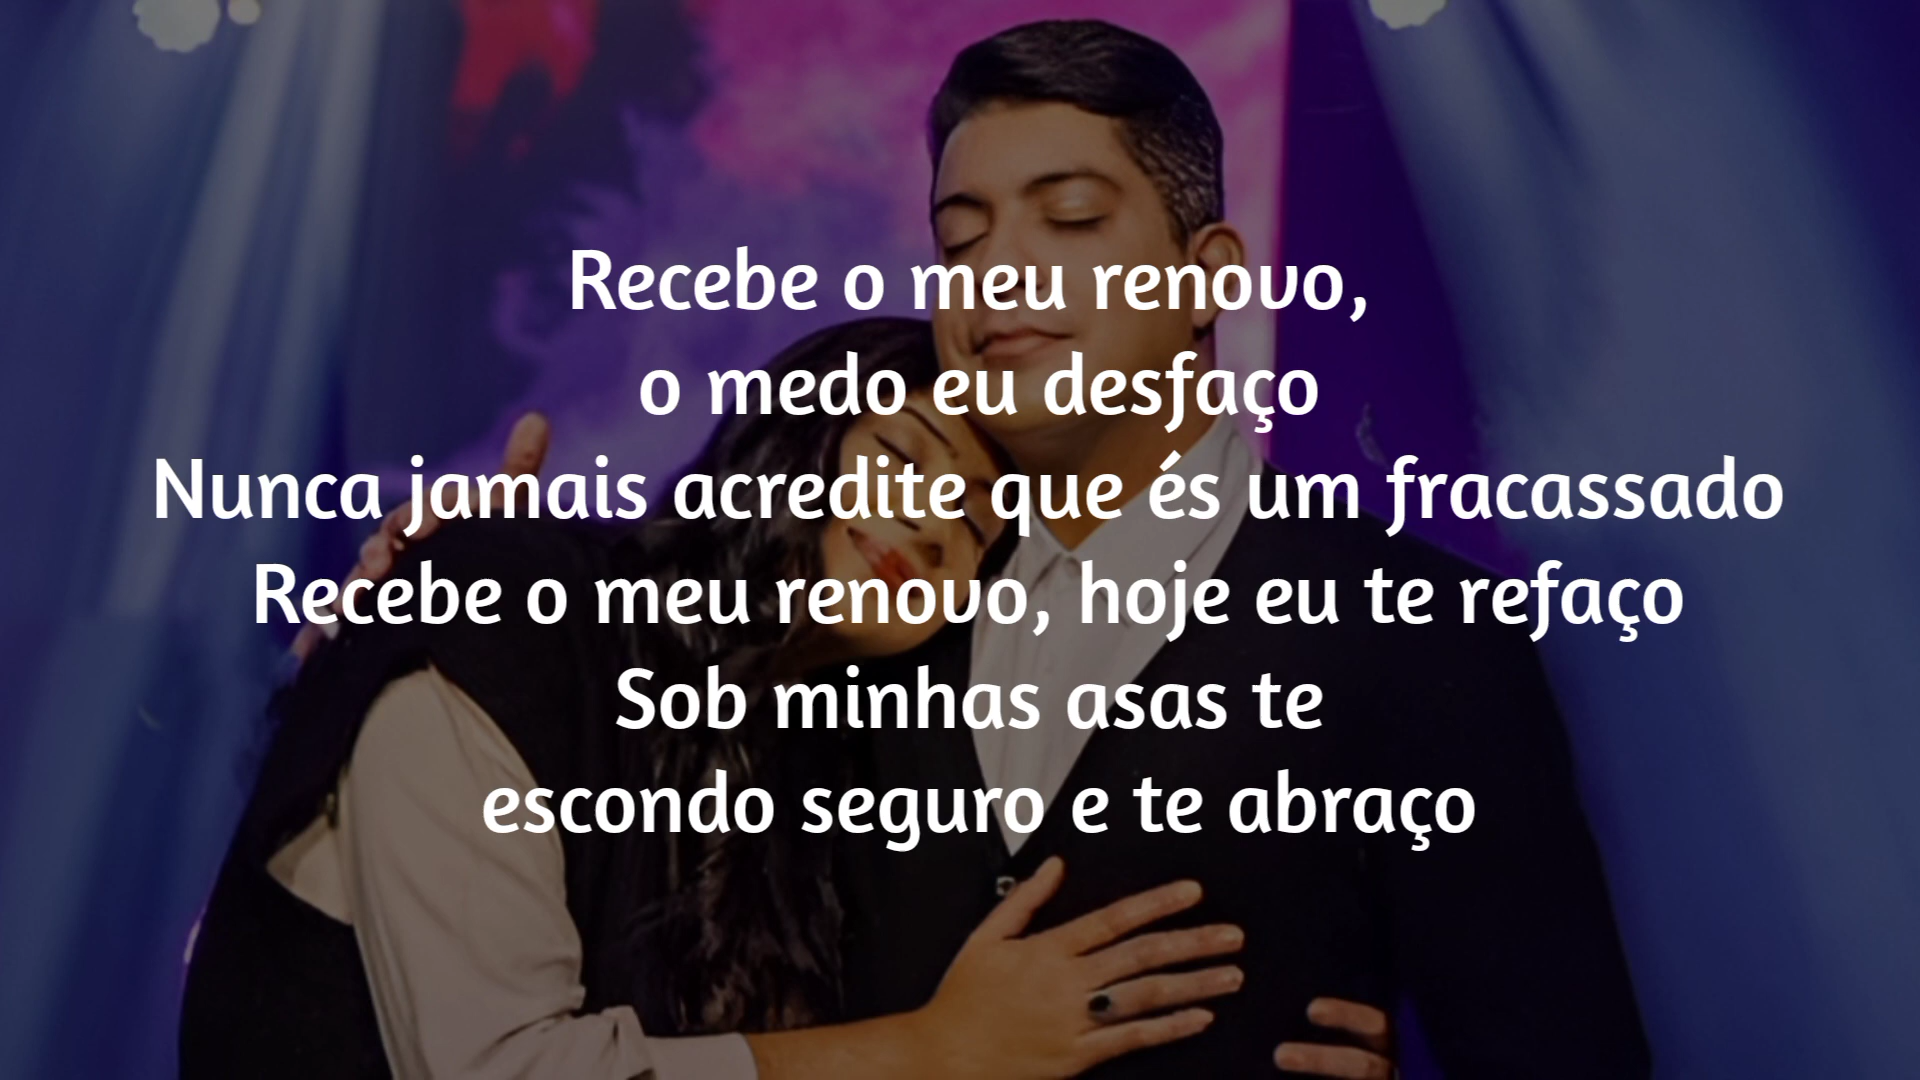 Recebe o meu renovo,
o medo eu desfaço
Nunca jamais acredite que és um fracassado
Recebe o meu renovo, hoje eu te refaço
Sob minhas asas te
escondo seguro e te abraço